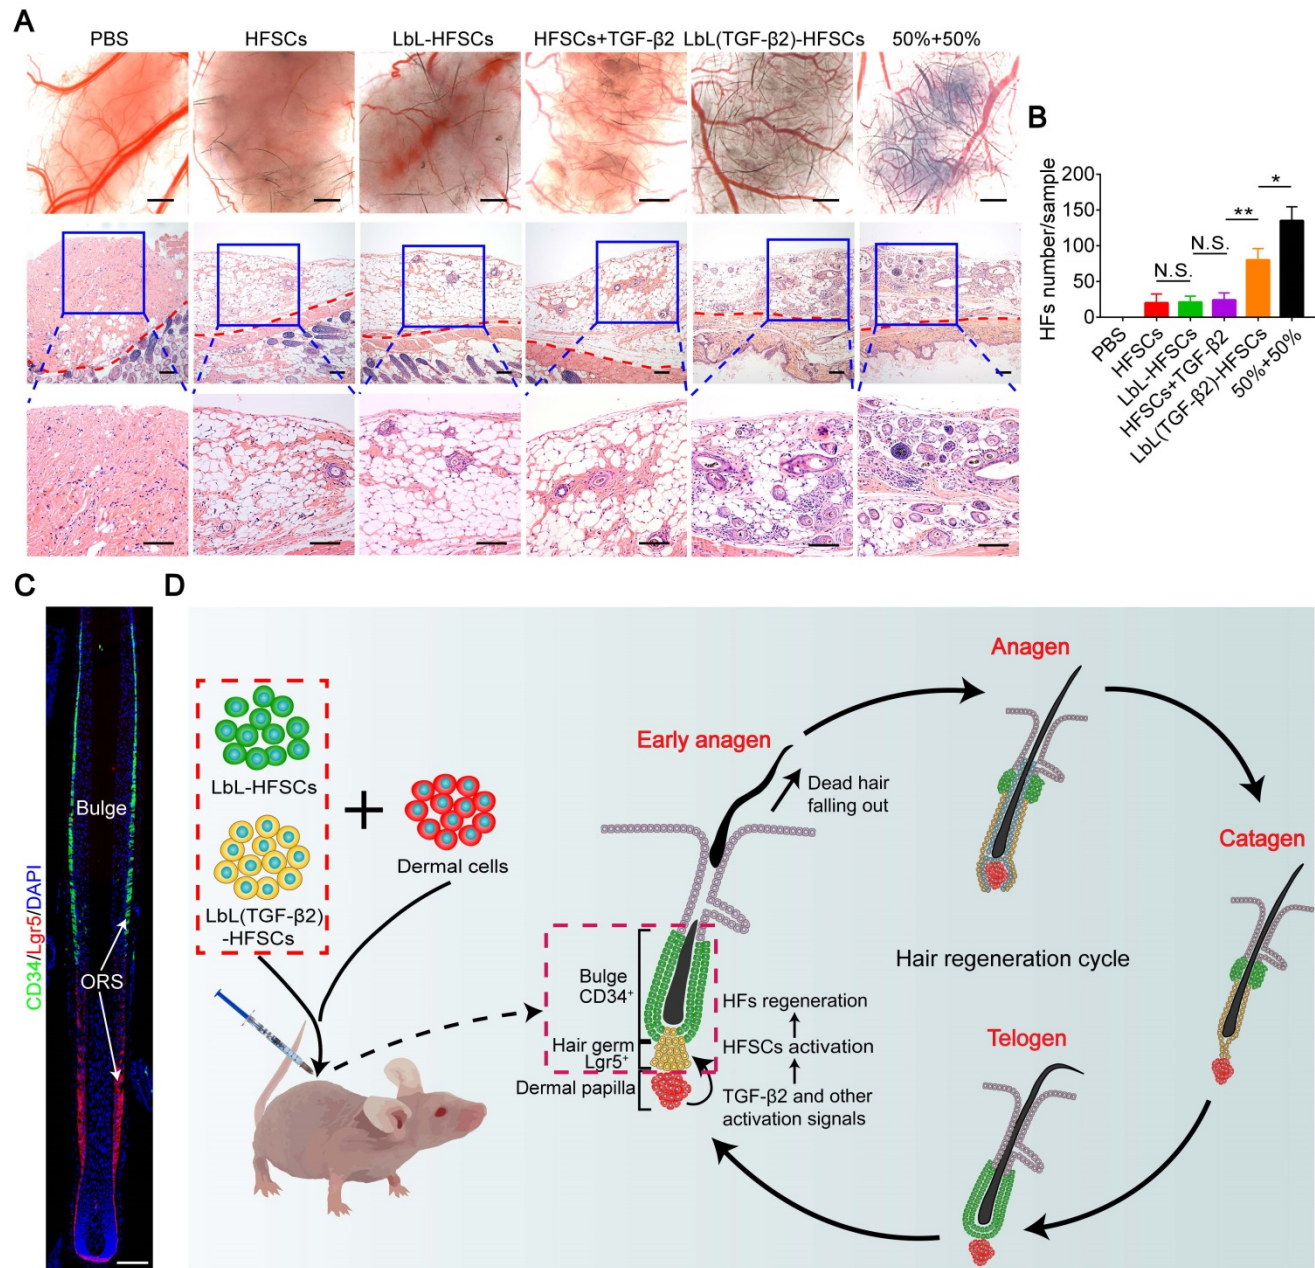 A
PBS
HFSCs
LbL-HFSCs
HFSCs+TGF-β2
LbL(TGF-β2)-HFSCs
50%+50%
B
HFs number/sample
200
150
100
50
0
N.S.
N.S.
**
*
PBS
HFSCs
LbL-HFSCs
HFSCs+TGF-β2
LbL(TGF-β2)-HFSCs
50%+50%
C
CD34/Lgr5/DAPI
Bulge
ORS
D
LbL-HFSCs
LbL(TGF-β2)
-HFSCs
+
Dermal cells
Early anagen
Dead hair
falling out
Anagen
Catagen
Telogen
Hair regeneration cycle
Bulge
CD34⁺
Hair germ
Lgr5⁺
Dermal papilla
HFs regeneration
HFSCs activation
TGF-β2 and other
activation signals